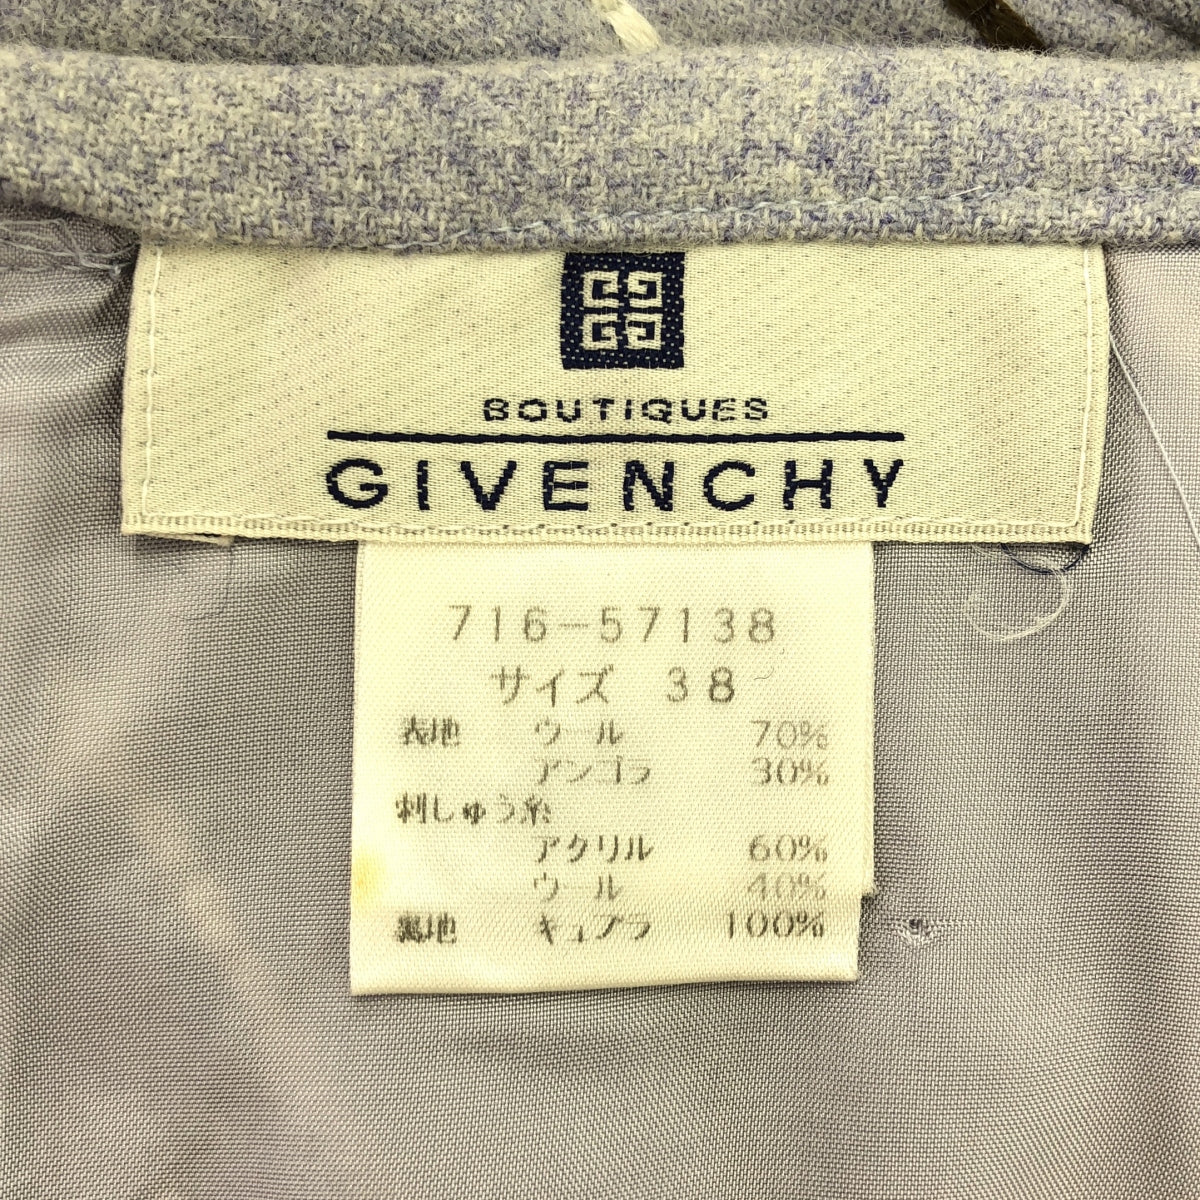 BOUTIQUES
GIVENCHY
716-57138
サイズ 38
表地 ウール 70%
アンゴラ 30%
刺しゅう糸
アクリル 60%
ウール 40%
裏地 キュプラ 100%